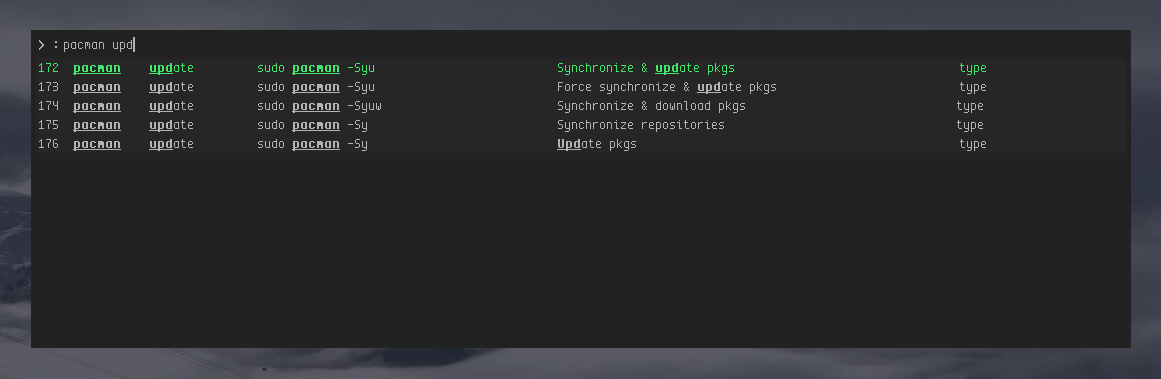 > :pacman upd
172 pacman update sudo pacman -Syu Synchronize & update pkgs type
173 pacman update sudo pacman -Syu Force synchronize & update pkgs type
174 pacman update sudo pacman -Syuw Synchronize & download pkgs type
175 pacman update sudo pacman -Sy Synchronize repositories type
176 pacman update sudo pacman -Sy Update pkgs type